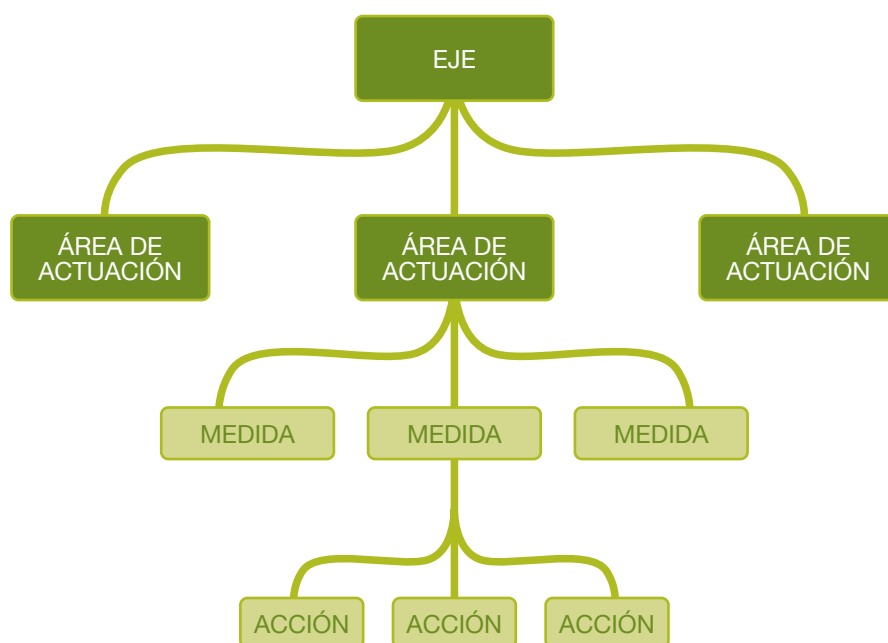 EJE
ÁREA DE
ACTUACIÓN
ÁREA DE
ACTUACIÓN
ÁREA DE
ACTUACIÓN
MEDIDA
MEDIDA
MEDIDA
ACCIÓN
ACCIÓN
ACCIÓN